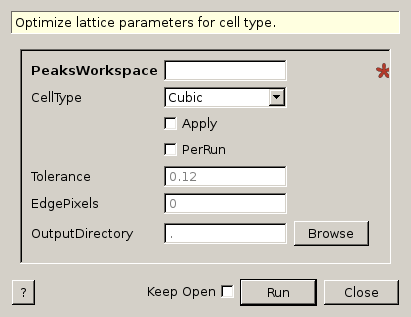 Optimize lattice parameters for cell type.
PeaksWorkspace *
CellType Cubic
Apply
PerRun
Tolerance 0.12
EdgePixels 0
OutputDirectory . Browse
? Keep Open Run Close